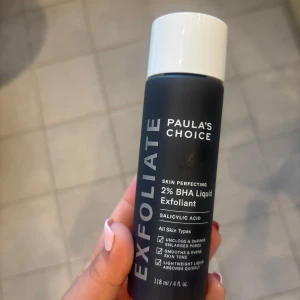 EXFOLIATE
PAULA'S
CHOICE
SKIN PERFECTING
2% BHA Liquid
Exfoliant
SALICYLIC ACID
All Skin Types
UNCLOGS & DIMINISHES
ENLARGED PORES
SMOOTHS & EVENS
SKIN TONE
LIGHTWEIGHT LIQUID
ABSORBS QUICKLY
118 ml / 4 fl. oz.